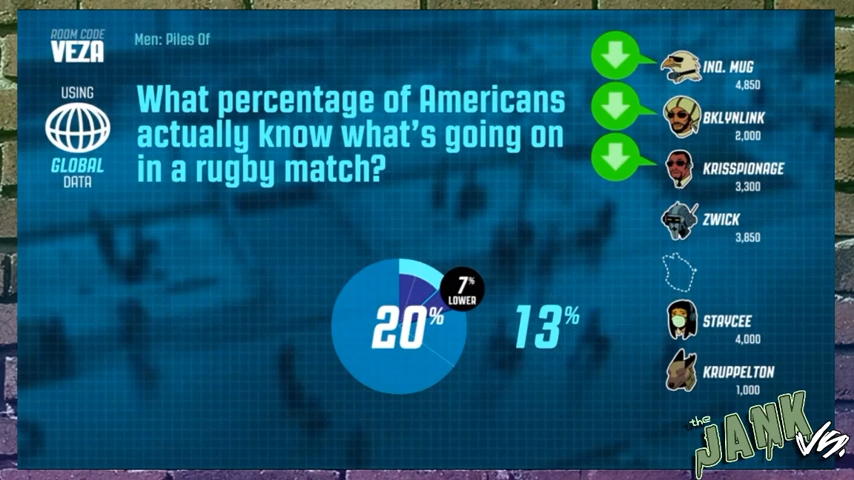 ROOM CODE
VEZA
Men: Piles Of
USING
GLOBAL
DATA
What percentage of Americans
actually know what's going on
in a rugby match?
7%
LOWER
20%
13%
INQ. MUG
4,850
BKLYNLINK
2,000
KRISSPIONAGE
3,300
ZWICK
3,850
STAYCEE
4,000
KRUPPELTON
1,000
the
JANK
VS.